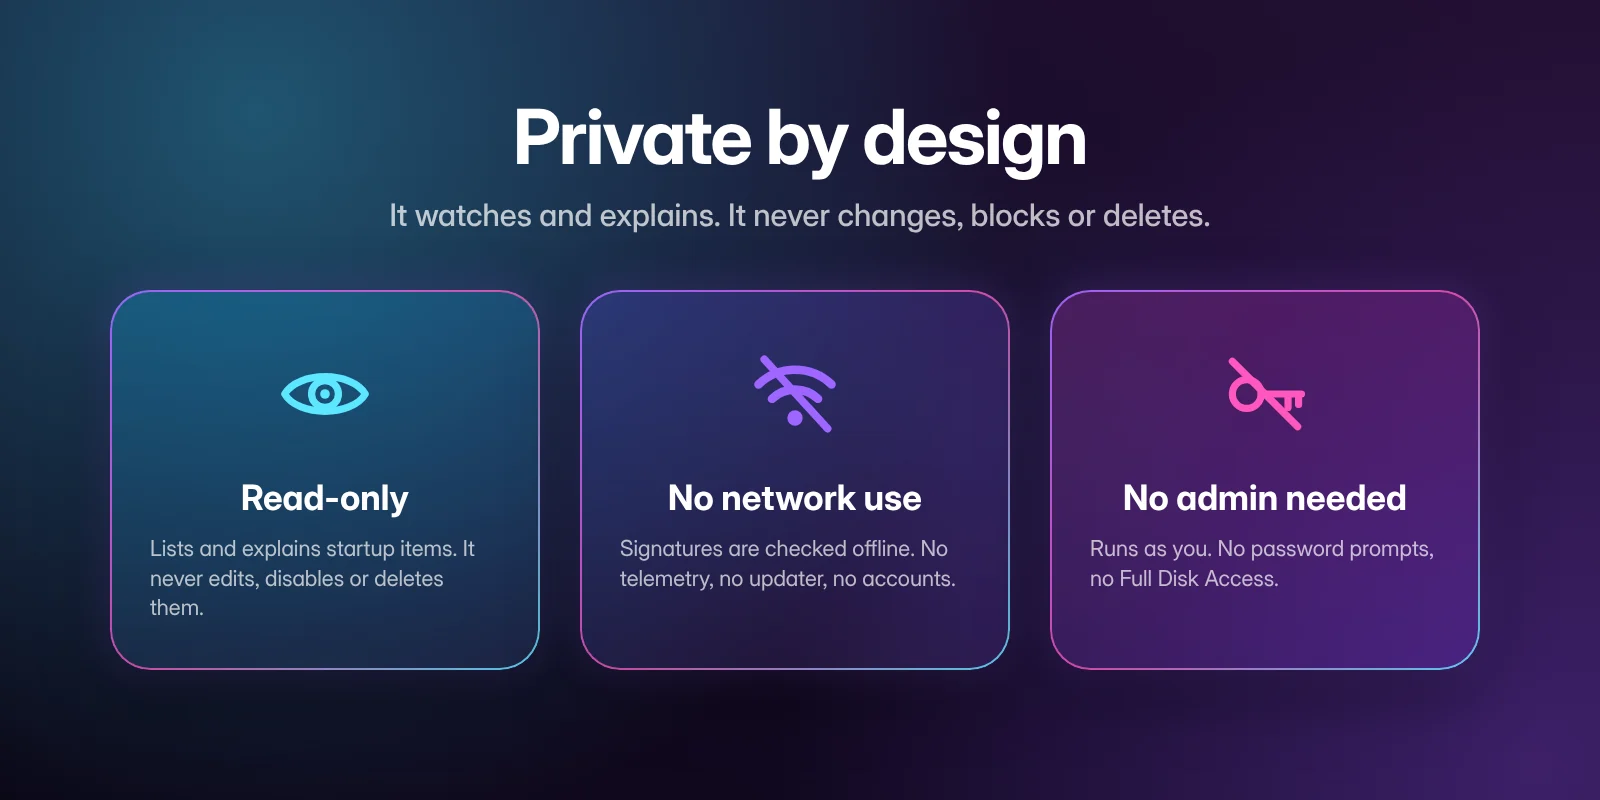 Private by design
It watches and explains. It never changes, blocks or deletes.
Read-only
Lists and explains startup items. It
never edits, disables or deletes
them.
No network use
Signatures are checked offline. No
telemetry, no updater, no accounts.
No admin needed
Runs as you. No password prompts,
no Full Disk Access.